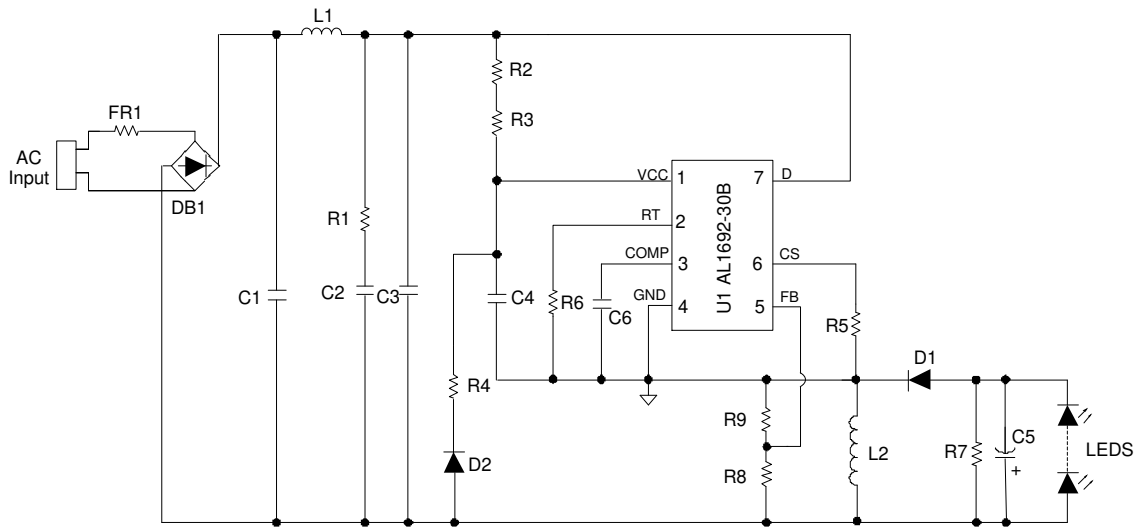 L1
FR1
AC
Input
DB1
R1
C1
C2
C3
R2
R3
VCC
1
RT
2
COMP
3
GND
4
U1 AL1692-30B
7
D
6
CS
5
FB
C4
R6
C6
R5
R4
D2
D1
R9
R8
L2
R7
C5
+
LEDS